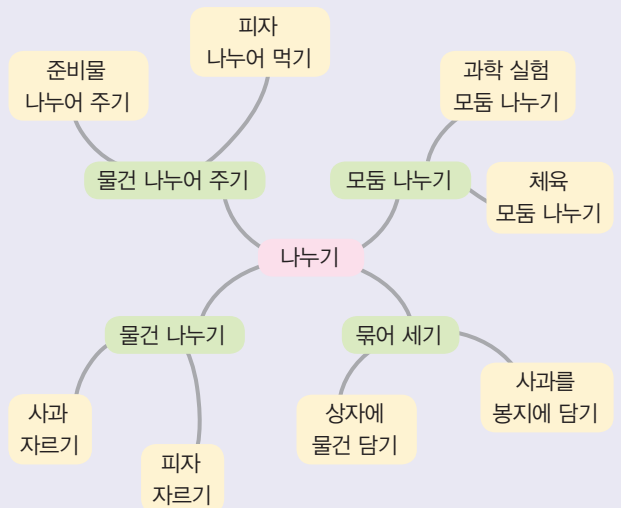 피자
나누어 먹기
준비물
나누어 주기
과학 실험
모둠 나누기
물건 나누어 주기
모둠 나누기
체육
모둠 나누기
나누기
물건 나누기
묶어 세기
사과
자르기
피자
자르기
상자에
물건 담기
사과를
봉지에 담기